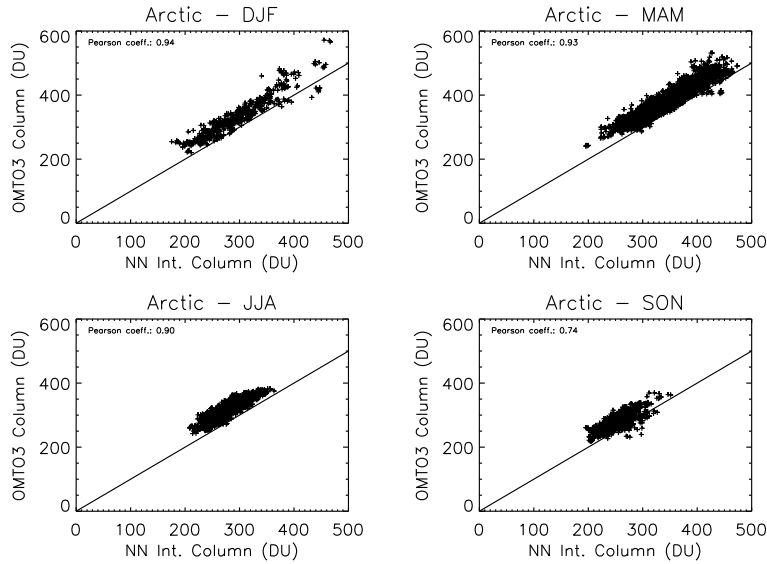 Arctic – DJF
Pearson coeff.: 0.94
OMTO3 Column (DU)
600
400
200
0
0 100 200 300 400 500
NN Int. Column (DU)
Arctic – MAM
Pearson coeff.: 0.93
OMTO3 Column (DU)
600
400
200
0
0 100 200 300 400 500
NN Int. Column (DU)
Arctic – JJA
Pearson coeff.: 0.90
OMTO3 Column (DU)
600
400
200
0
0 100 200 300 400 500
NN Int. Column (DU)
Arctic – SON
Pearson coeff.: 0.74
OMTO3 Column (DU)
600
400
200
0
0 100 200 300 400 500
NN Int. Column (DU)